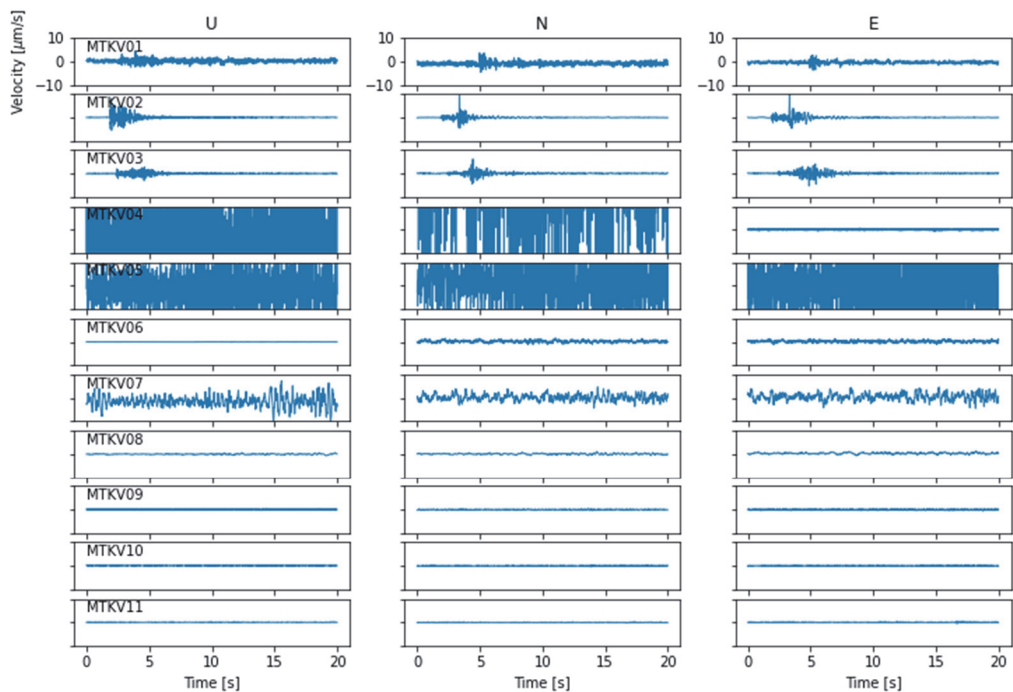 U N E
Velocity [μm/s]
10 10 10
0 0 0
−10 −10 −10
MTKV01
MTKV02
MTKV03
MTKV04
MTKV05
MTKV06
MTKV07
MTKV08
MTKV09
MTKV10
MTKV11
0 5 10 15 20 0 5 10 15 20 0 5 10 15 20
Time [s] Time [s] Time [s]